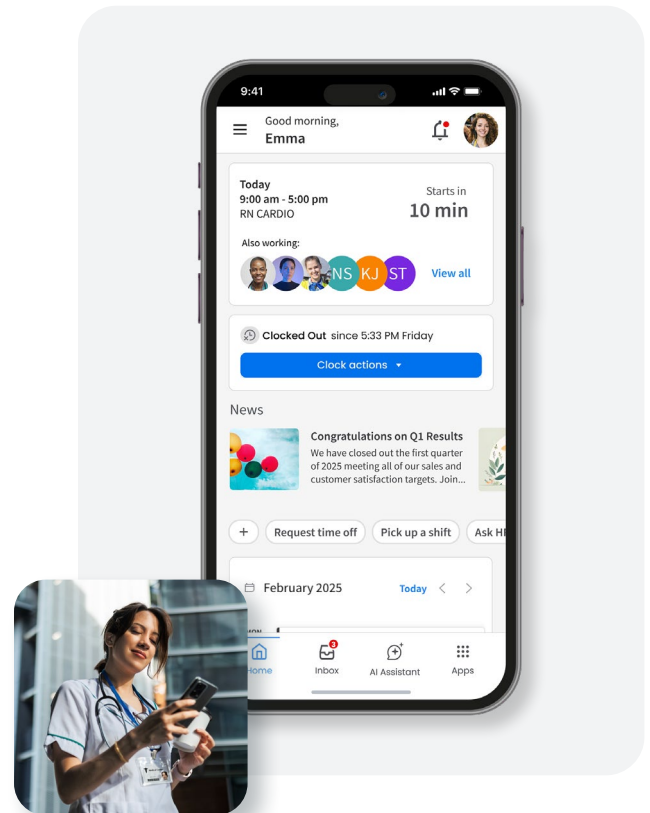 9:41
Good morning,
Emma
Today
9:00 am - 5:00 pm
RN CARDIO
Starts in
10 min
Also working:
NS KJ ST View all
Clocked Out since 5:33 PM Friday
Clock actions
News
Congratulations on Q1 Results
We have closed out the first quarter
of 2025 meeting all of our sales and
customer satisfaction targets. Join...
+ Request time off Pick up a shift Ask
February 2025 Today
3
Home Inbox AI Assistant Apps